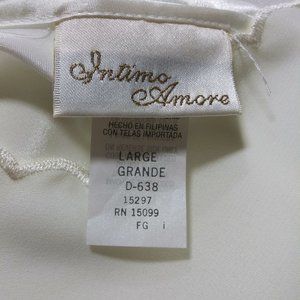 Intimo
Amore
HECHO EN FILIPINAS
CON TELAS IMPORTADA
LARGE
GRANDE
D-638
15297
RN 15099
FG i